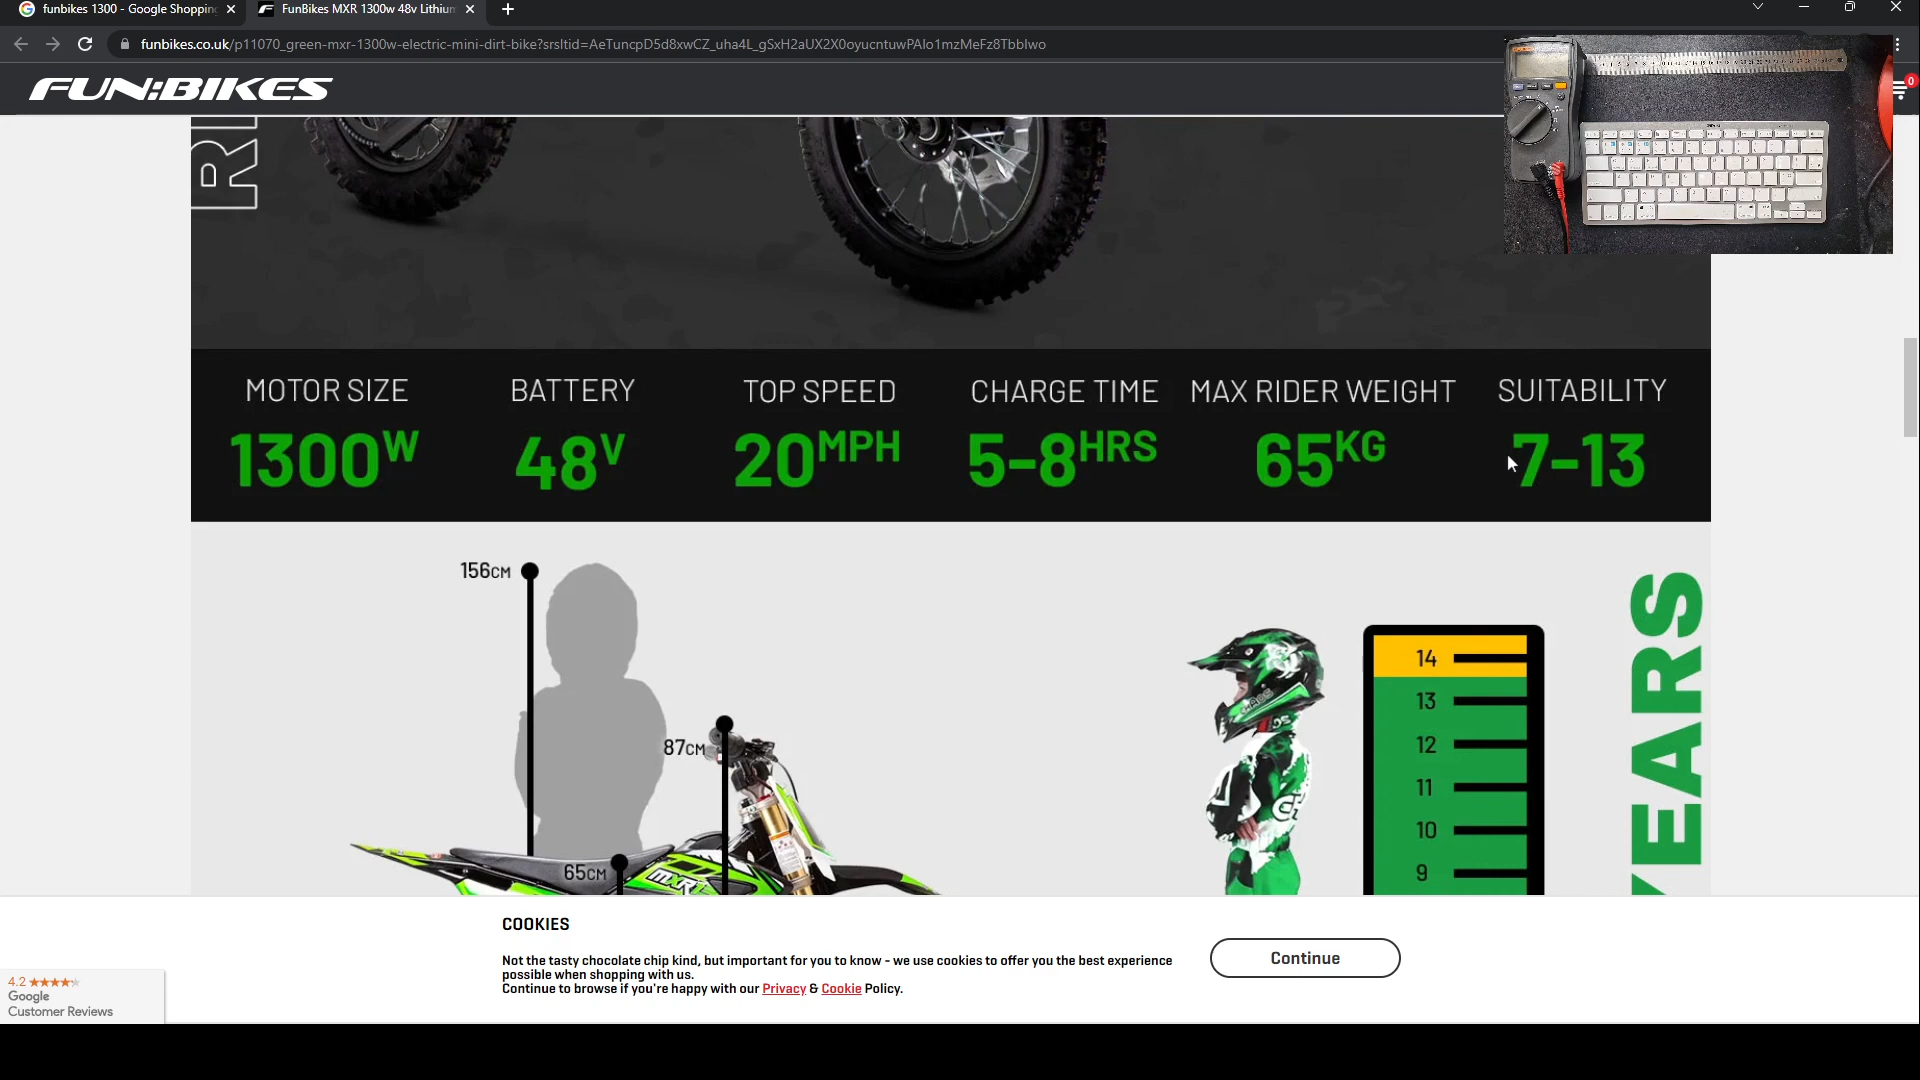 funbikes 1300 - Google Shopping
FunBikes MXR 1300w 48v Lithium
funbikes.co.uk/p11070_green-mxr-1300w-electric-mini-dirt-bike?srsltid=AeTuncpD5d8xwCZ_uha4L_gSxH2aUX2X0oyucntuwPAlo1mzMeFz8Tbblwo
FUN:BIKES
0
MOTOR SIZE BATTERY TOP SPEED CHARGE TIME MAX RIDER WEIGHT SUITABILITY
1300W 48V 20MPH 5-8HRS 65KG 7-13
156CM
87CM
65CM
MXR
14
13
12
11
10
9
YEARS
COOKIES
Not the tasty chocolate chip kind, but important for you to know - we use cookies to offer you the best experience
possible when shopping with us.
Continue to browse if you're happy with our Privacy & Cookie Policy.
Continue
4.2
Google
Customer Reviews